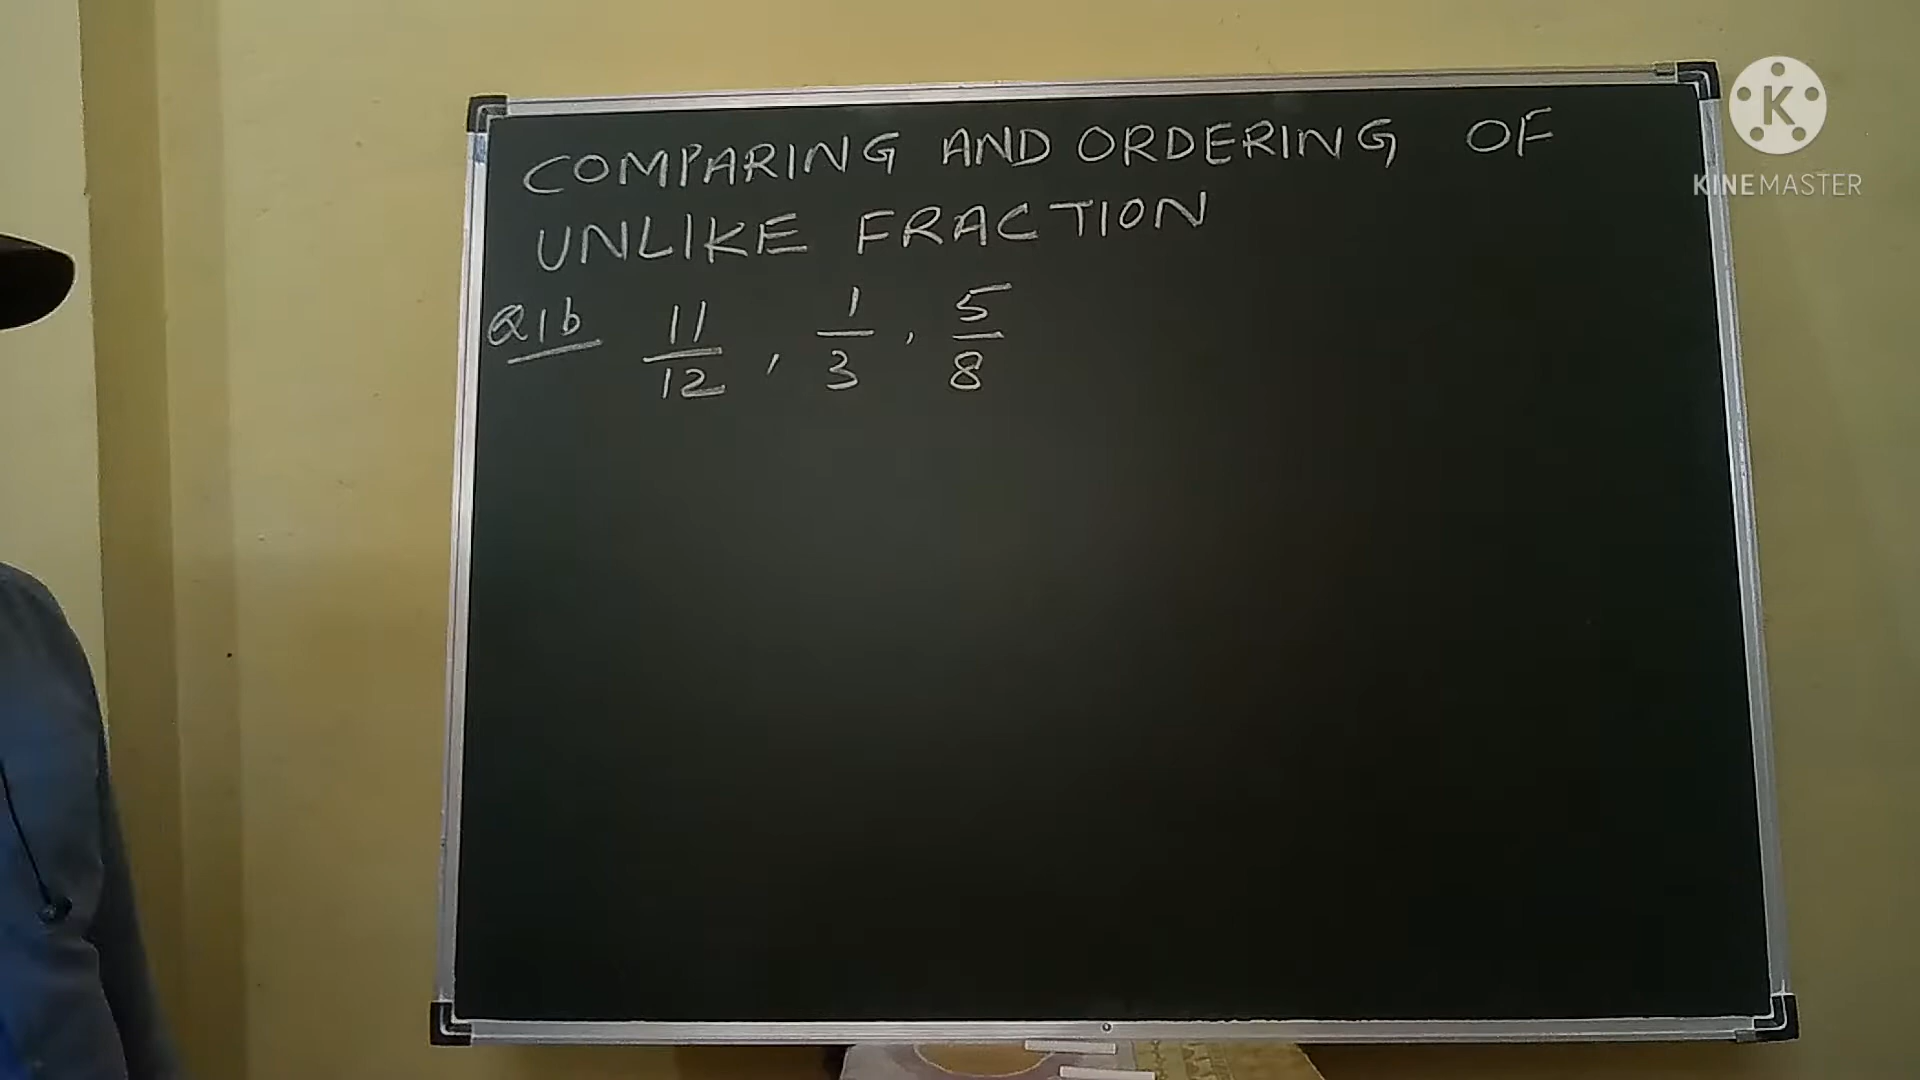 COMPARING AND ORDERING OF
UNLIKE FRACTION
Q1b 11/12, 1/3, 5/8
K
KINEMASTER